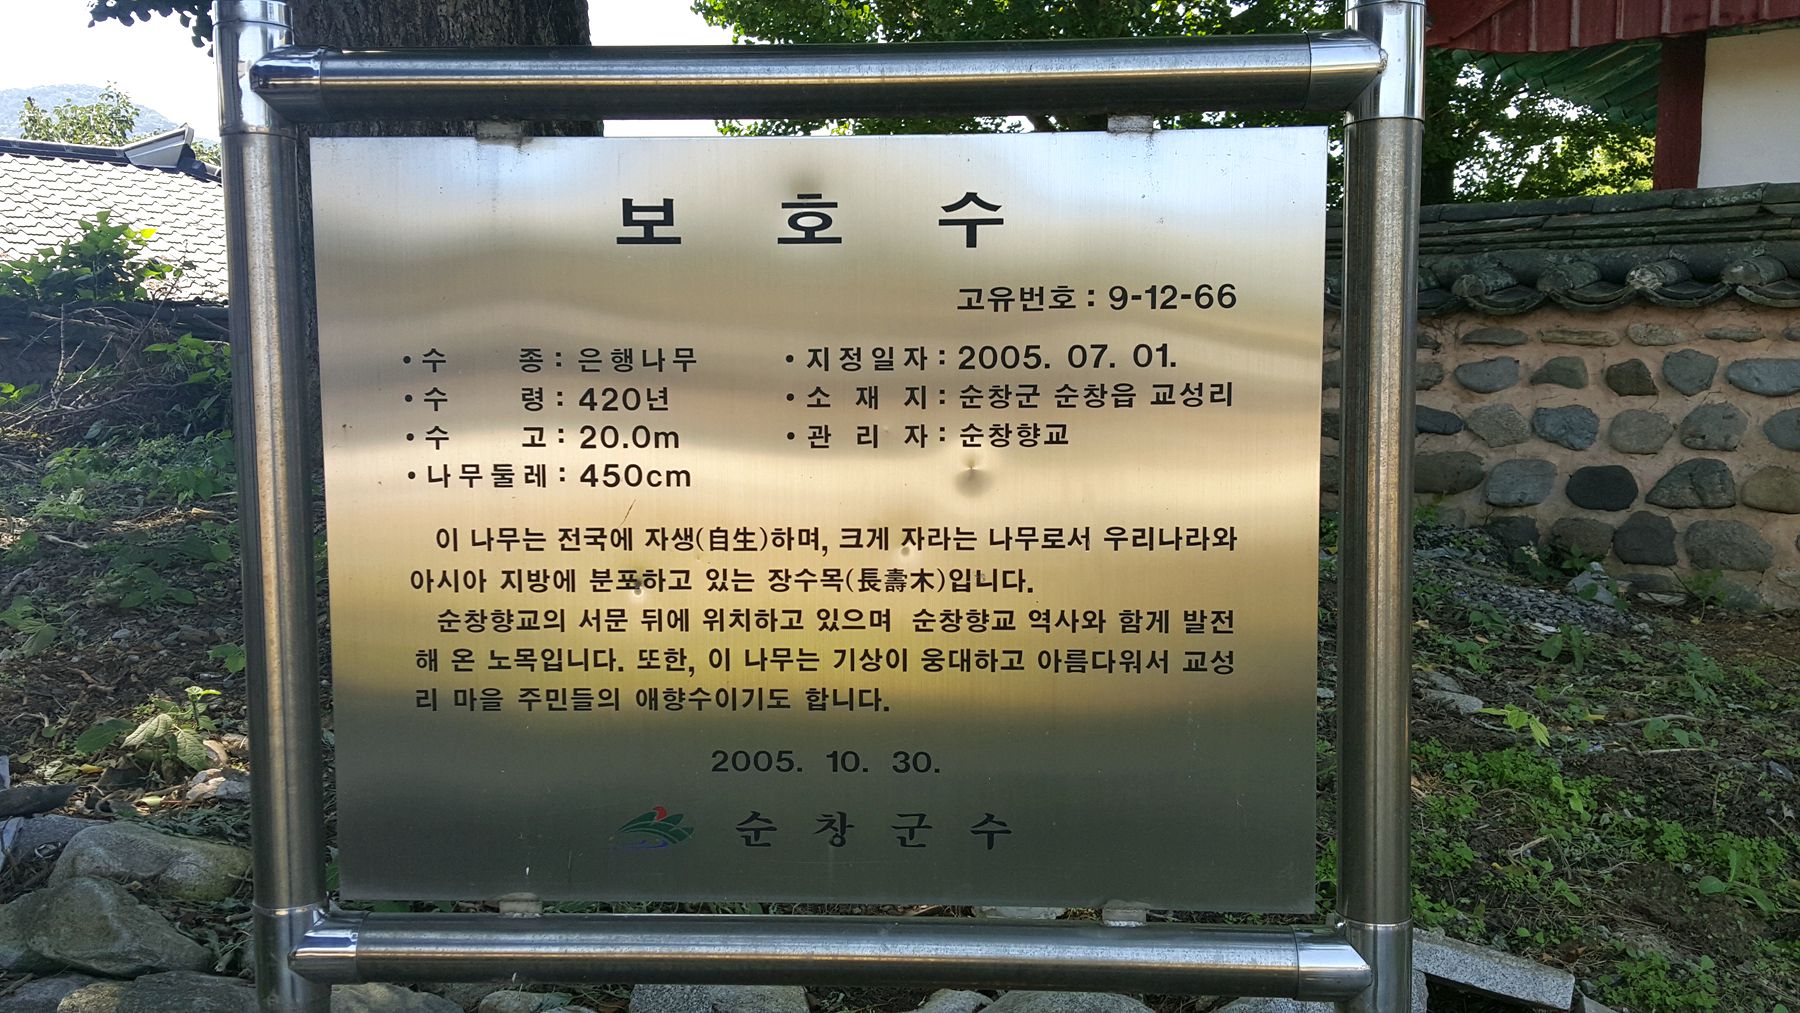 보 호 수
고유번호 : 9-12-66
• 수 종 : 은행나무 • 지정일자 : 2005. 07. 01.
• 수 령 : 420년 • 소 재 지 : 순창군 순창읍 교성리
• 수 고 : 20.0m • 관 리 자 : 순창향교
• 나무둘레 : 450cm
이 나무는 전국에 자생(自生)하며, 크게 자라는 나무로서 우리나라와
아시아 지방에 분포하고 있는 장수목(長壽木)입니다.
순창향교의 서문 뒤에 위치하고 있으며 순창향교 역사와 함게 발전
해 온 노목입니다. 또한, 이 나무는 기상이 웅대하고 아름다워서 교성
리 마을 주민들의 애향수이기도 합니다.
2005. 10. 30.
순 창 군 수